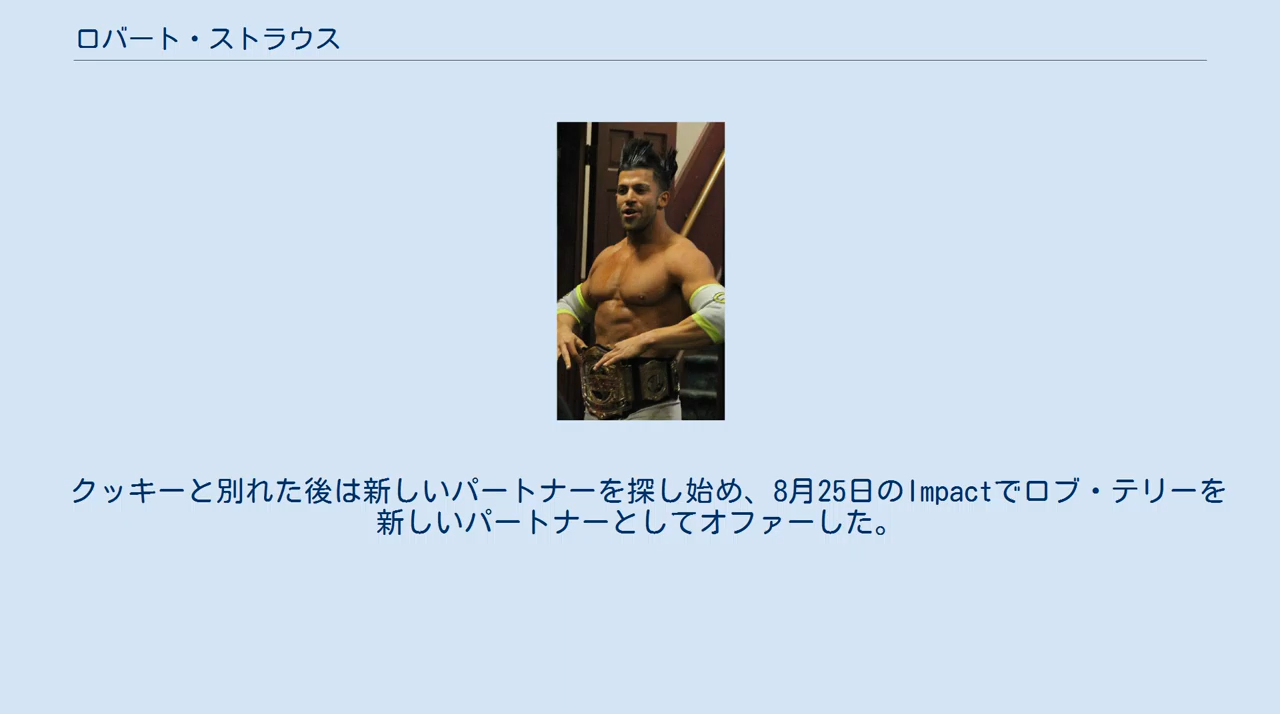 ロバート・ストラウス
クッキーと別れた後は新しいパートナーを探し始め、8月25日のImpactでロブ・テリーを
新しいパートナーとしてオファーした。